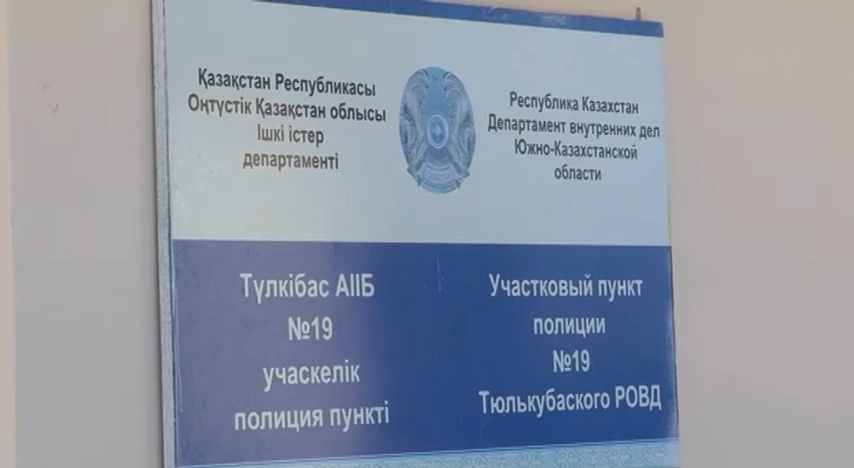 Қазақстан Республикасы
Оңтүстік Қазақстан облысы
Ішкі істер
департаменті
Республика Казахстан
Департамент внутренних дел
Южно-Казахстанской
области
Түлкібас АІІБ
№19
учаскелік
полиция пункті
Участковый пункт
полиции
№19
Тюлькубаского РОВД